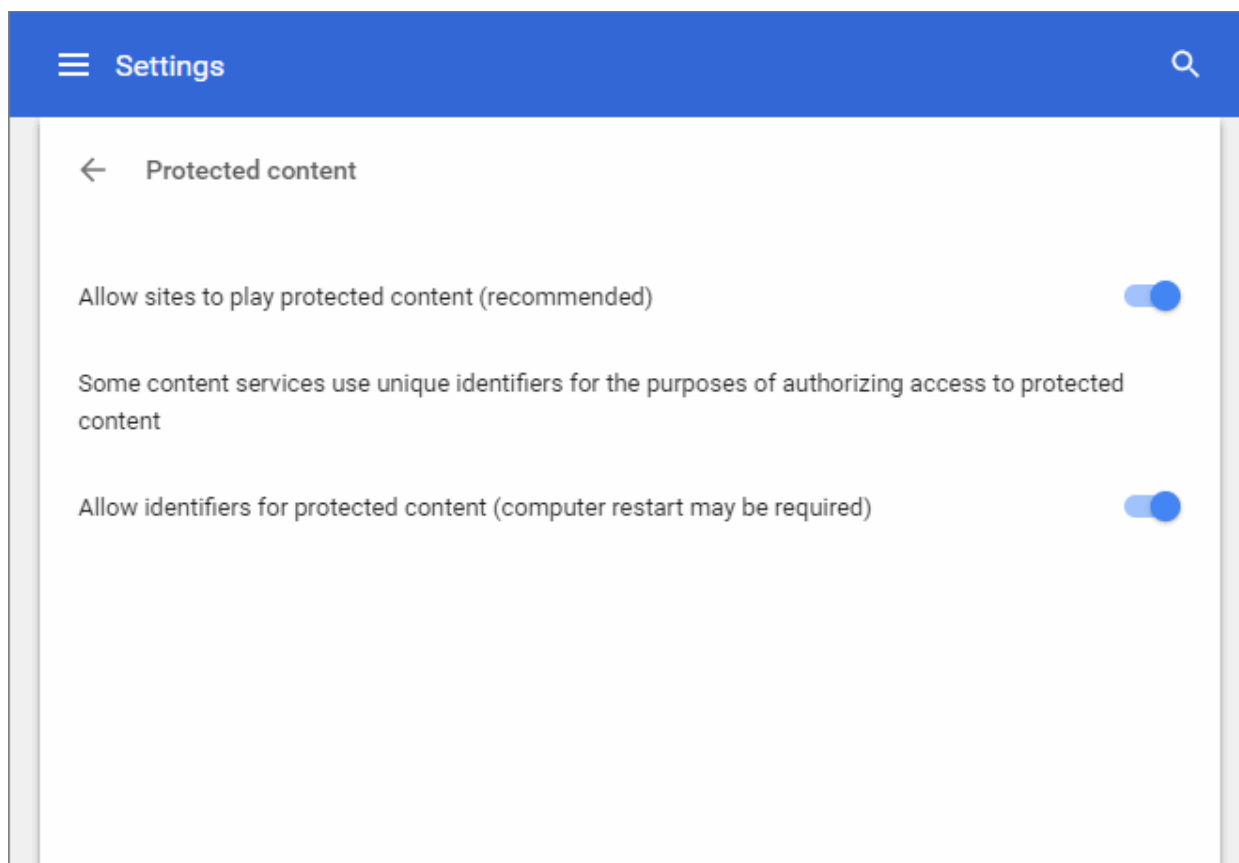 Settings
Protected content
Allow sites to play protected content (recommended)
Some content services use unique identifiers for the purposes of authorizing access to protected
content
Allow identifiers for protected content (computer restart may be required)